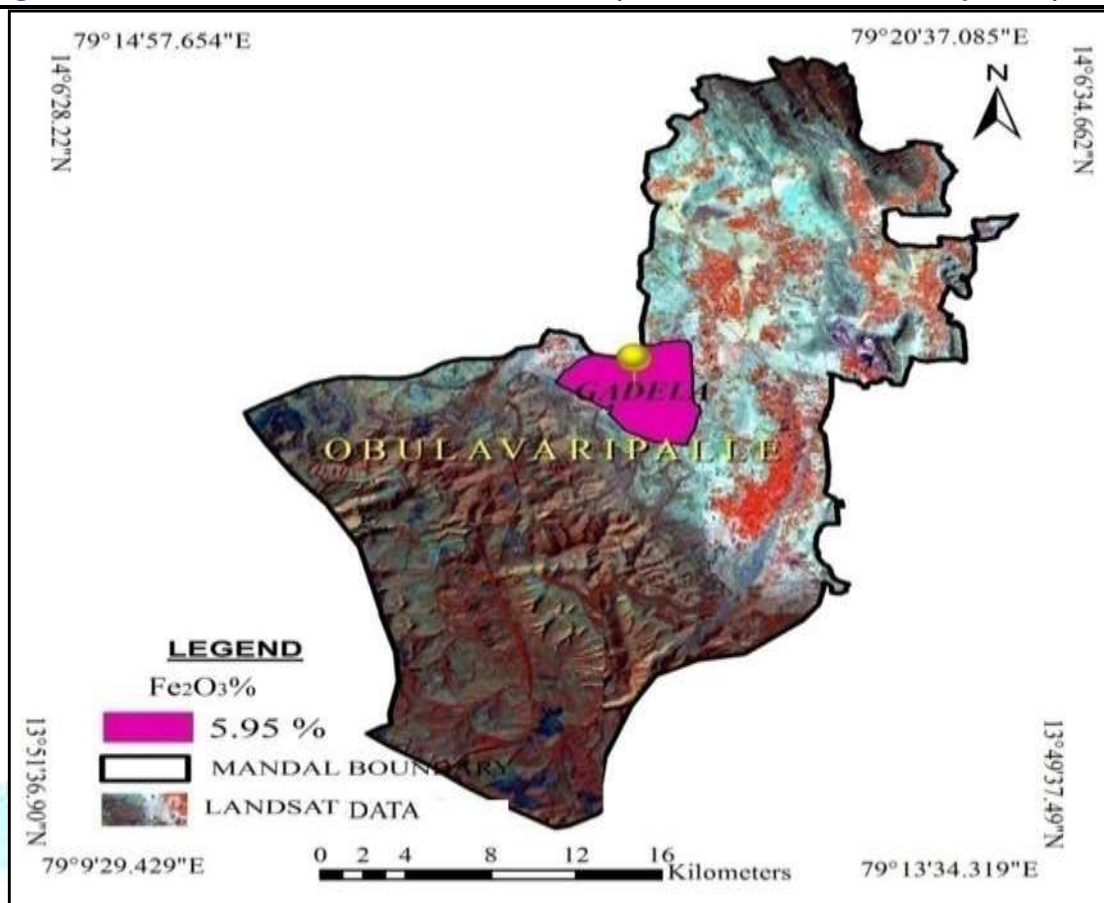 79°14'57.654"E
79°20'37.085"E
14°6'28.22"N
14°6'34.662"N
N
GADELA
OBULAVARIPALLE
LEGEND
Fe₂O₃%
5.95 %
MANDAL BOUNDARY
LANDSAT DATA
13°51'36.90"N
13°49'37.49"N
79°9'29.429"E
0 2 4 8 12 16
Kilometers
79°13'34.319"E